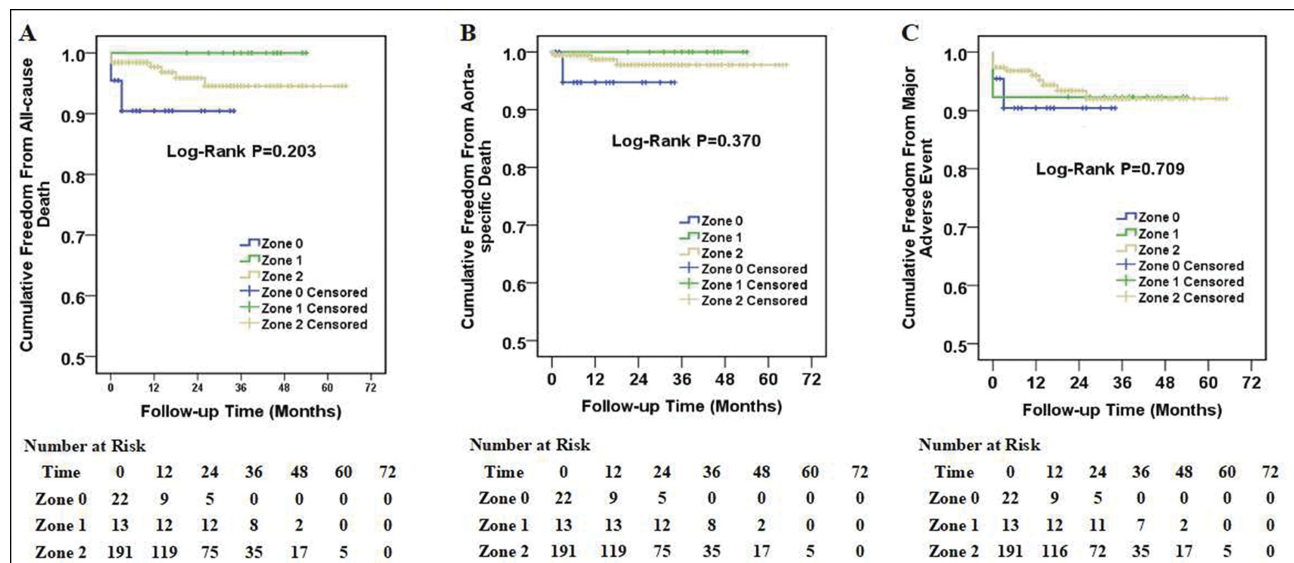 A
Cumulative Freedom From All-cause
Death
1.0
0.9
0.8
0.7
0.6
0.5
Log-Rank P=0.203
Zone 0
Zone 1
Zone 2
Zone 0 Censored
Zone 1 Censored
Zone 2 Censored
0 12 24 36 48 60 72
Follow-up Time (Months)
Number at Risk
Time 0 12 24 36 48 60 72
Zone 0 22 9 5 0 0 0 0
Zone 1 13 12 12 8 2 0 0
Zone 2 191 119 75 35 17 5 0
B
Cumulative Freedom From Aorta-
specific Death
1.0
0.9
0.8
0.7
0.6
0.5
Log-Rank P=0.370
Zone 0
Zone 1
Zone 2
Zone 0 Censored
Zone 1 Censored
Zone 2 Censored
0 12 24 36 48 60 72
Follow-up Time (Months)
Number at Risk
Time 0 12 24 36 48 60 72
Zone 0 22 9 5 0 0 0 0
Zone 1 13 13 12 8 2 0 0
Zone 2 191 119 75 35 17 5 0
C
Cumulative Freedom From Major
Adverse Event
1.0
0.9
0.8
0.7
0.6
0.5
Log-Rank P=0.709
Zone 0
Zone 1
Zone 2
Zone 0 Censored
Zone 1 Censored
Zone 2 Censored
0 12 24 36 48 60 72
Follow-up Time (Months)
Number at Risk
Time 0 12 24 36 48 60 72
Zone 0 22 9 5 0 0 0 0
Zone 1 13 12 11 7 2 0 0
Zone 2 191 116 72 35 17 5 0